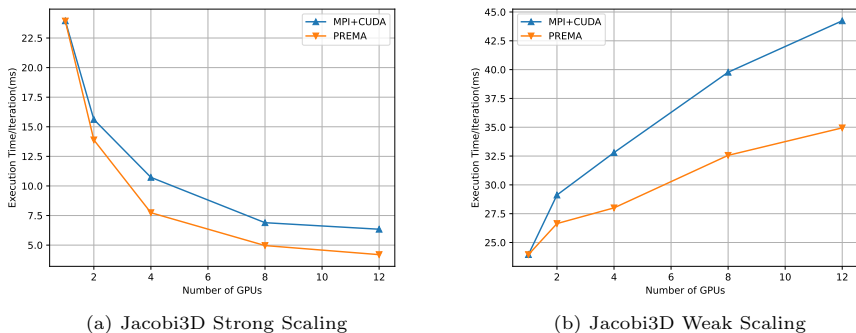 MPI+CUDA
PREMA
22.5
20.0
17.5
15.0
12.5
10.0
7.5
5.0
Execution Time/Iteration(ms)
2 4 6 8 10 12
Number of GPUs
(a) Jacobi3D Strong Scaling
MPI+CUDA
PREMA
45.0
42.5
40.0
37.5
35.0
32.5
30.0
27.5
25.0
Execution Time/Iteration(ms)
2 4 6 8 10 12
Number of GPUs
(b) Jacobi3D Weak Scaling